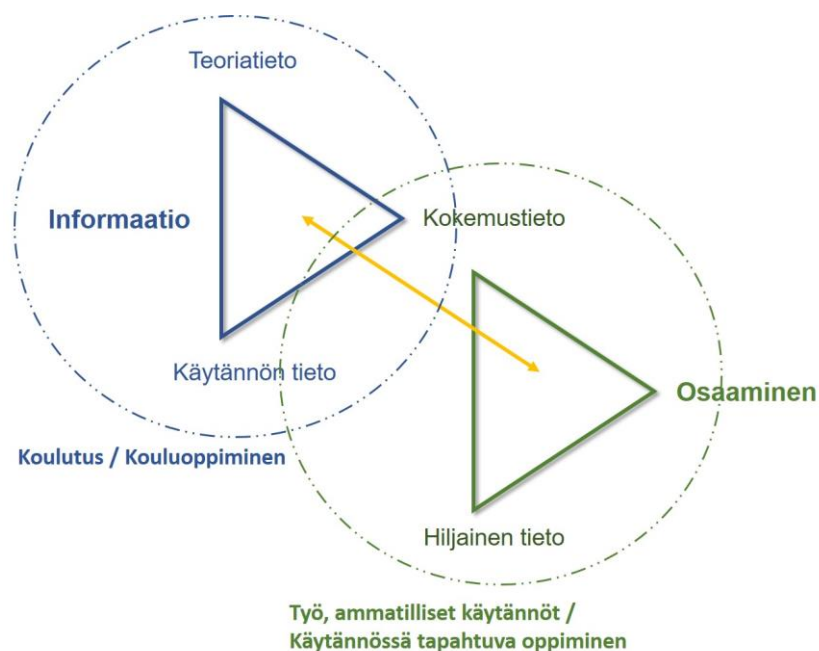 Teoriatieto
Informaatio
Kokemustieto
Käytännön tieto
Osaaminen
Koulutus / Kouluoppiminen
Hiljainen tieto
Työ, ammatilliset käytännöt /
Käytännössä tapahtuva oppiminen